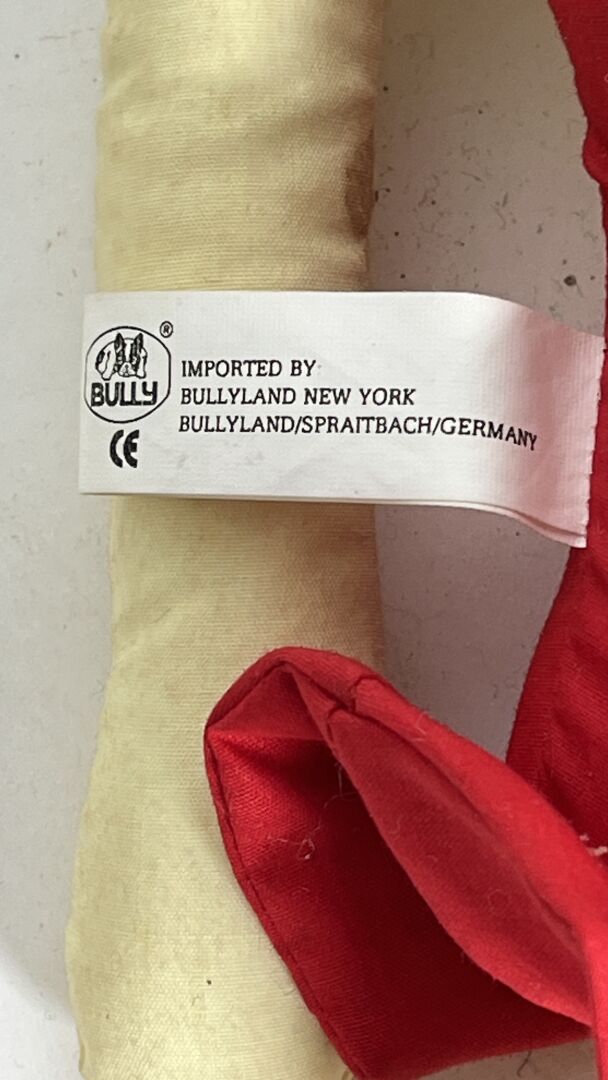 ®
BULLY
CE
IMPORTED BY
BULLYLAND NEW YORK
BULLYLAND/SPRAITBACH/GERMANY